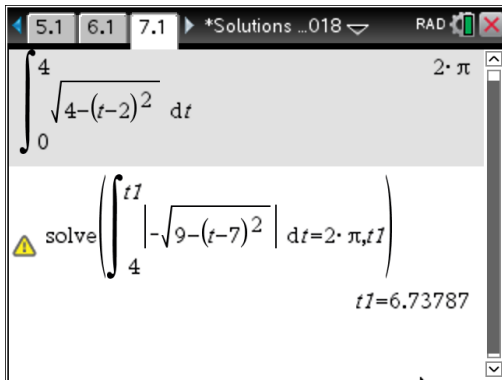 5.1 6.1 7.1 *Solutions ...018 RAD
∫₀⁴ √(4-(t-2)²) dt 2·π
solve(∫₄^t1 |-√(9-(t-7)²)| dt=2·π,t1)
t1=6.73787